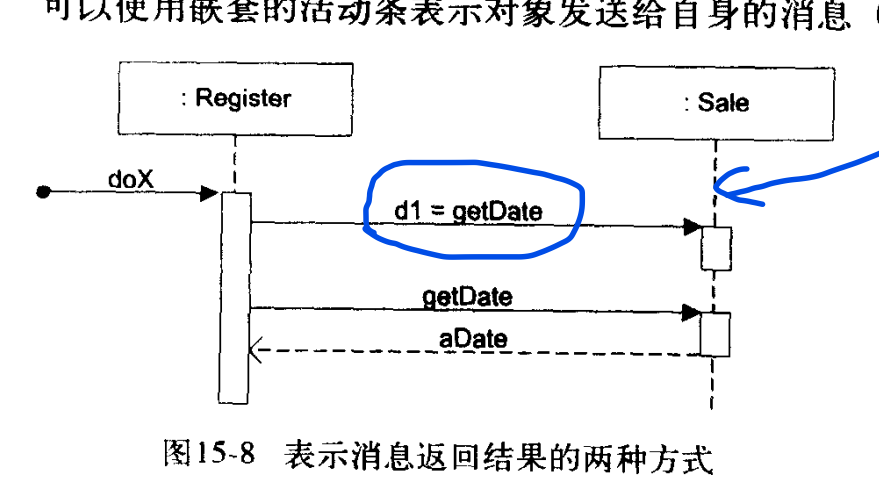 可以使用嵌套的活动条表示对象发送给自身的消息（
: Register
: Sale
doX
d1 = getDate
getDate
aDate
图15-8 表示消息返回结果的两种方式